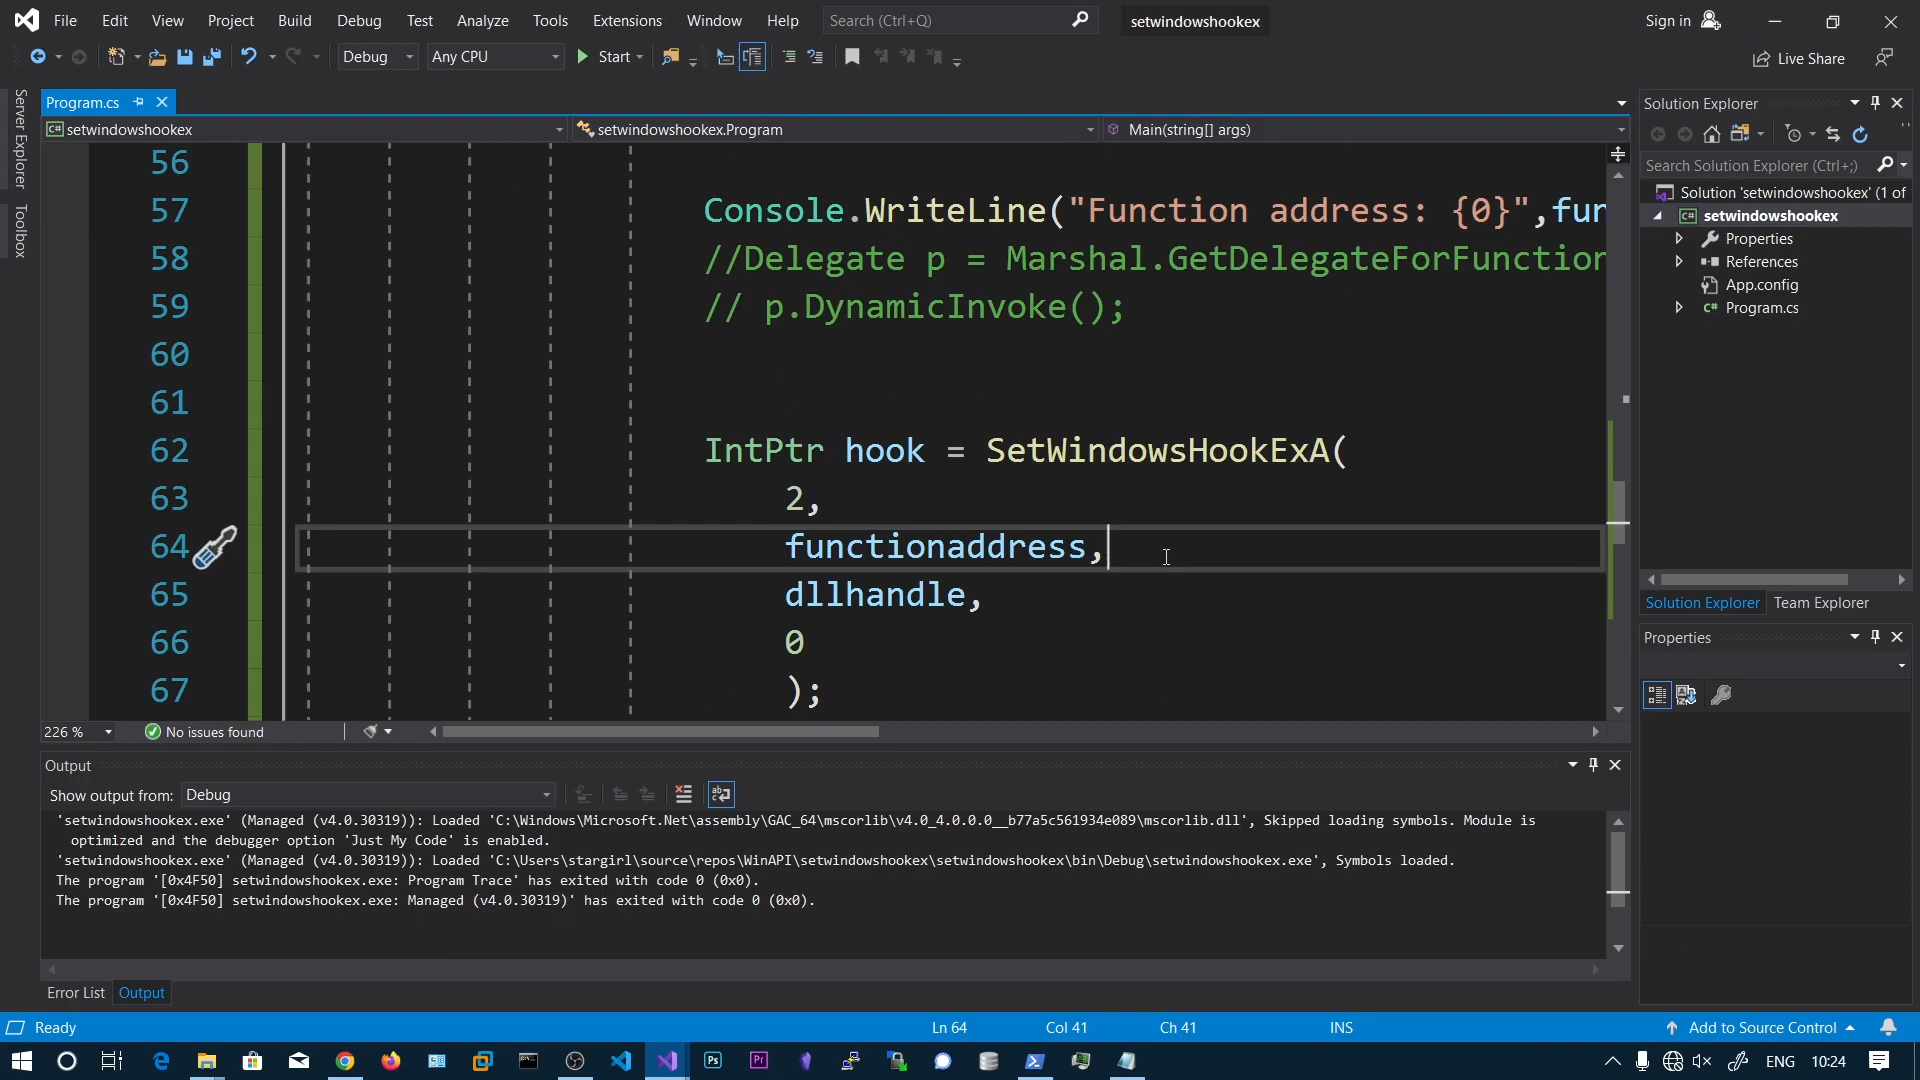 File Edit View Project Build Debug Test Analyze Tools Extensions Window Help Search (Ctrl+Q) setwindowshookex Sign in
Debug Any CPU Start Live Share
Server Explorer
Toolbox
Program.cs
setwindowshookex setwindowshookex.Program Main(string[] args)
56
57 Console.WriteLine("Function address: {0}",fun
58 //Delegate p = Marshal.GetDelegateForFunction
59 // p.DynamicInvoke();
60
61
62 IntPtr hook = SetWindowsHookExA(
63 2,
64 functionaddress,
65 dllhandle,
66 0
67 );
226 % No issues found
Output
Show output from: Debug
'setwindowshookex.exe' (Managed (v4.0.30319)): Loaded 'C:\Windows\Microsoft.Net\assembly\GAC_64\mscorlib\v4.0_4.0.0.0__b77a5c561934e089\mscorlib.dll', Skipped loading symbols. Module is
optimized and the debugger option 'Just My Code' is enabled.
'setwindowshookex.exe' (Managed (v4.0.30319)): Loaded 'C:\Users\stargirl\source\repos\WinAPI\setwindowshookex\setwindowshookex\bin\Debug\setwindowshookex.exe', Symbols loaded.
The program '[0x4F50] setwindowshookex.exe: Program Trace' has exited with code 0 (0x0).
The program '[0x4F50] setwindowshookex.exe: Managed (v4.0.30319)' has exited with code 0 (0x0).
Error List Output
Solution Explorer
Search Solution Explorer (Ctrl+;)
Solution 'setwindowshookex' (1 of
C# setwindowshookex
Properties
References
App.config
C# Program.cs
Solution Explorer Team Explorer
Properties
Ready Ln 64 Col 41 Ch 41 INS Add to Source Control
Ps Pr ENG 10:24